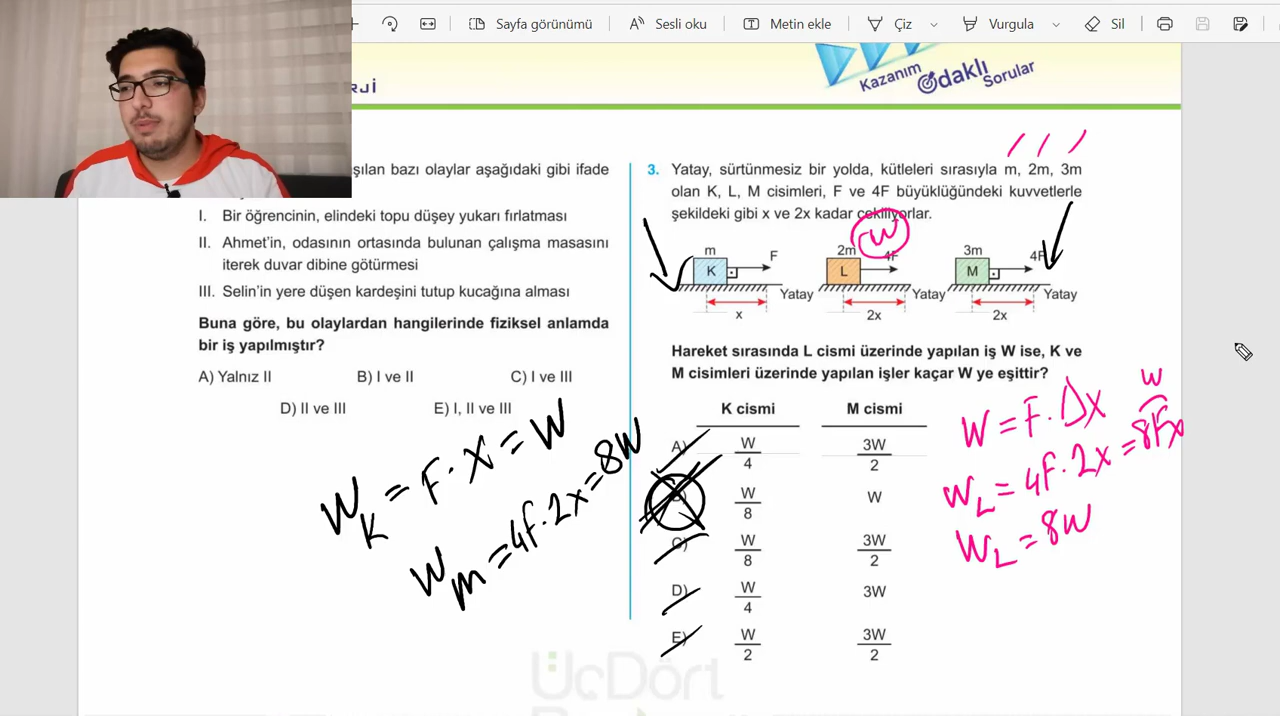 Sayfa görünümü
Sesli oku
Metin ekle
Çiz
Vurgula
Sil
RJİ
Kazanım
Odaklı
Sorular
şılan bazı olaylar aşağıdaki gibi ifade
I. Bir öğrencinin, elindeki topu düşey yukarı fırlatması
II. Ahmet'in, odasının ortasında bulunan çalışma masasını
iterek duvar dibine götürmesi
III. Selin'in yere düşen kardeşini tutup kucağına alması
Buna göre, bu olaylardan hangilerinde fiziksel anlamda
bir iş yapılmıştır?
A) Yalnız II B) I ve II C) I ve III
D) II ve III E) I, II ve III
W_K = F · X = W
W_m = 4F · 2x = 8W
3. Yatay, sürtünmesiz bir yolda, kütleleri sırasıyla m, 2m, 3m
olan K, L, M cisimleri, F ve 4F büyüklüğündeki kuvvetlerle
şekildeki gibi x ve 2x kadar çekiliyorlar.
W
m 2m 3m
F 4F 4F
K L M
Yatay Yatay Yatay
x 2x 2x
Hareket sırasında L cismi üzerinde yapılan iş W ise, K ve
M cisimleri üzerinde yapılan işler kaçar W ye eşittir?
K cismi M cismi
A) W/4 3W/2
B) W/8 W
C) W/8 3W/2
D) W/4 3W
E) W/2 3W/2
W = F · Δx
W
W_L = 4F · 2x = 8Fx
W_L = 8W
ÜçDört